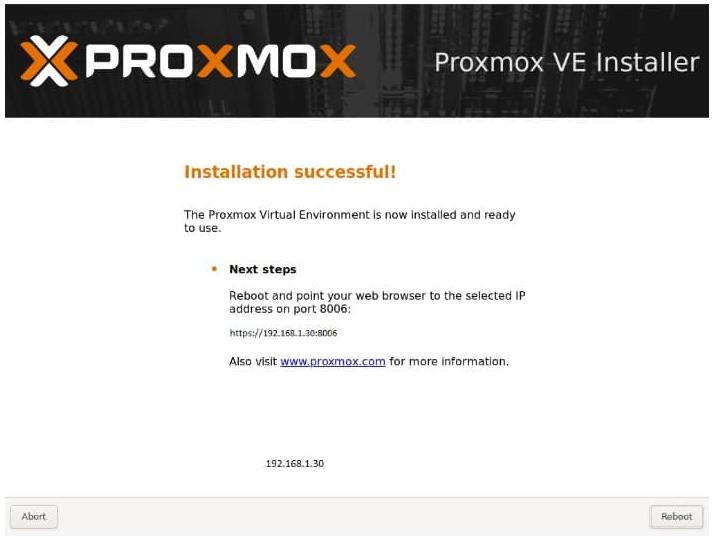 PROXMOX
Proxmox VE Installer
Installation successful!
The Proxmox Virtual Environment is now installed and ready
to use.
Next steps
Reboot and point your web browser to the selected IP
address on port 8006:
https://192.168.1.30:8006
Also visit www.proxmox.com for more information.
192.168.1.30
Abort
Reboot